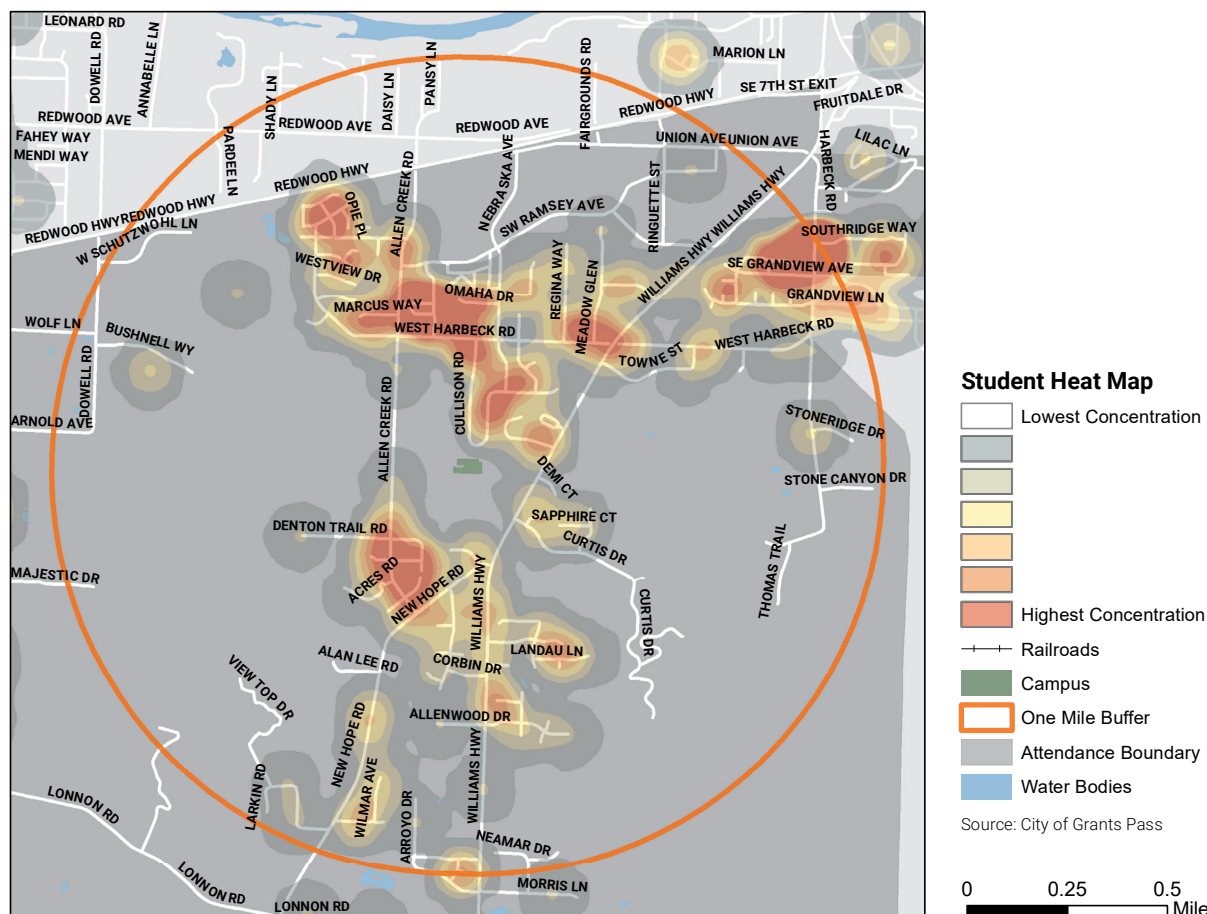 LEONARD RD
DOWELL RD
ANNABELLE LN
SHADY LN
DAISY LN
PANSY LN
FAIRGROUNDS RD
MARION LN
SE 7TH ST EXIT
FRUITDALE DR
REDWOOD HWY
REDWOOD AVE
REDWOOD AVE
REDWOOD AVE
FAHEY WAY
MENDI WAY
PARDEE LN
UNION AVE
UNION AVE
HARBECK RD
LILAC LN
REDWOOD HWY
REDWOOD HWY
REDWOOD HWY
W SCHUTZWOHL LN
OPIE PL
ALLEN CREEK RD
NEBRASKA AVE
SW RAMSEY AVE
RINGUETTE ST
WILLIAMS HWY
WILLIAMS HWY
SOUTHRIDGE WAY
WESTVIEW DR
SE GRANDVIEW AVE
REGINA WAY
MEADOW GLEN
OMAHA DR
GRANDVIEW LN
MARCUS WAY
WEST HARBECK RD
WEST HARBECK RD
WOLF LN
BUSHNELL WY
TOWNE ST
DOWELL RD
CULLISON RD
ALLEN CREEK RD
ARNOLD AVE
STONERIDGE DR
DEMI CT
STONE CANYON DR
SAPPHIRE CT
DENTON TRAIL RD
CURTIS DR
THOMAS TRAIL
MAJESTIC DR
ACRES RD
NEW HOPE RD
WILLIAMS HWY
CURTIS DR
LANDAU LN
ALAN LEE RD
CORBIN DR
VIEW TOP DR
NEW HOPE RD
ALLENWOOD DR
WILLIAMS HWY
LARKIN RD
WILMAR AVE
ARROYO DR
LONNON RD
NEAMAR DR
LONNON RD
MORRIS LN
LONNON RD
Student Heat Map
Lowest Concentration
Highest Concentration
Railroads
Campus
One Mile Buffer
Attendance Boundary
Water Bodies
Source: City of Grants Pass
0 0.25 0.5
Mile